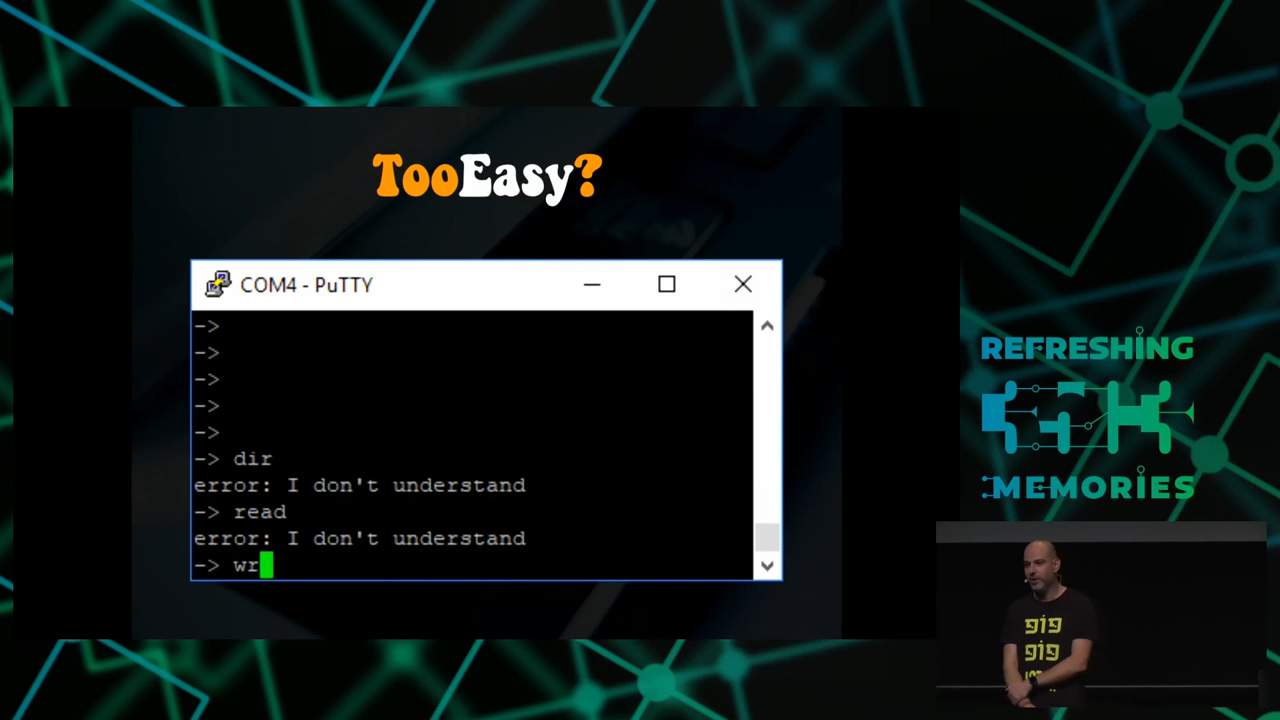 TooEasy?
COM4 - PuTTY
->
->
->
->
->
-> dir
error: I don't understand
-> read
error: I don't understand
-> wr
REFRESHING
MEMORIES
gig
gig